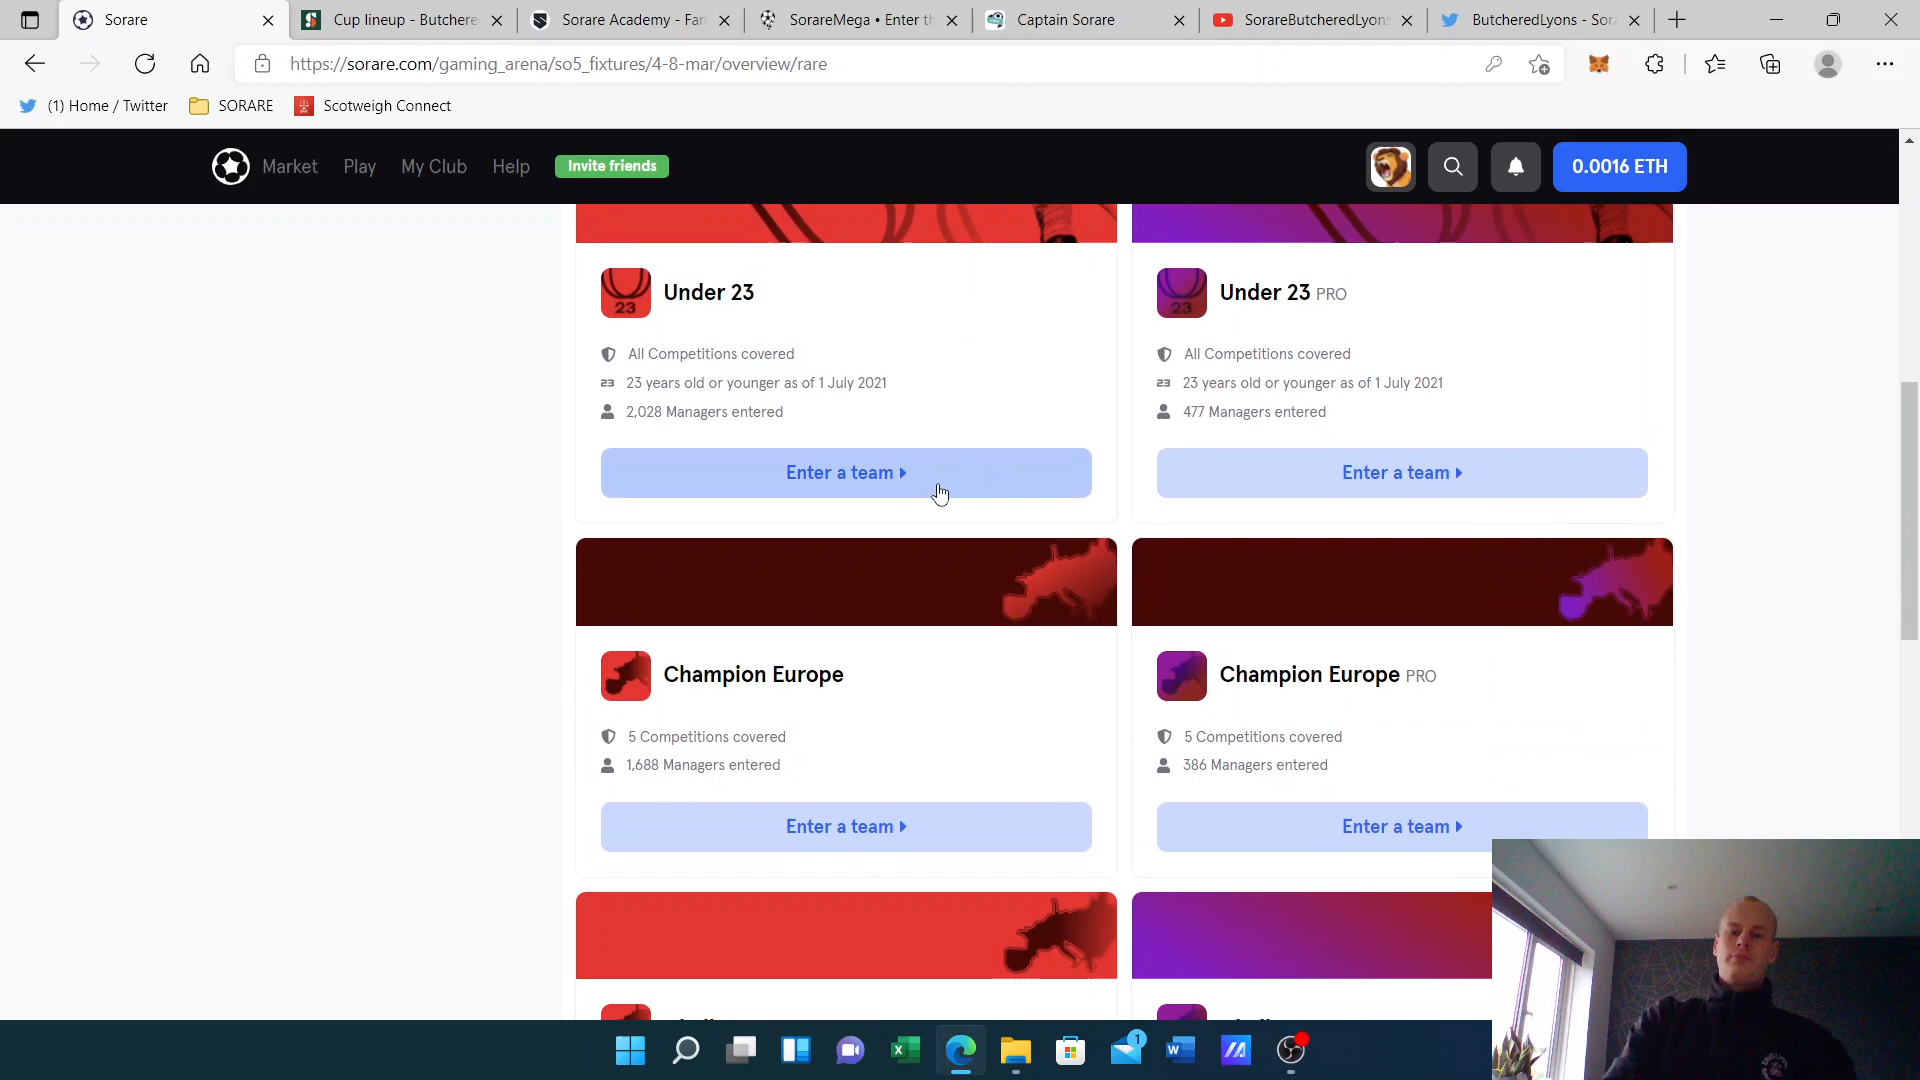 Sorare
Cup lineup - Butchere
Sorare Academy - Fan
SorareMega • Enter th
Captain Sorare
SorareButcheredLyons
ButcheredLyons - Sor
https://sorare.com/gaming_arena/so5_fixtures/4-8-mar/overview/rare
(1) Home / Twitter
SORARE
Scotweigh Connect
Market
Play
My Club
Help
Invite friends
0.0016 ETH
23
Under 23
All Competitions covered
23 23 years old or younger as of 1 July 2021
2,028 Managers entered
Enter a team
23
Under 23 PRO
All Competitions covered
23 23 years old or younger as of 1 July 2021
477 Managers entered
Enter a team
Champion Europe
5 Competitions covered
1,688 Managers entered
Enter a team
Champion Europe PRO
5 Competitions covered
386 Managers entered
Enter a team
1